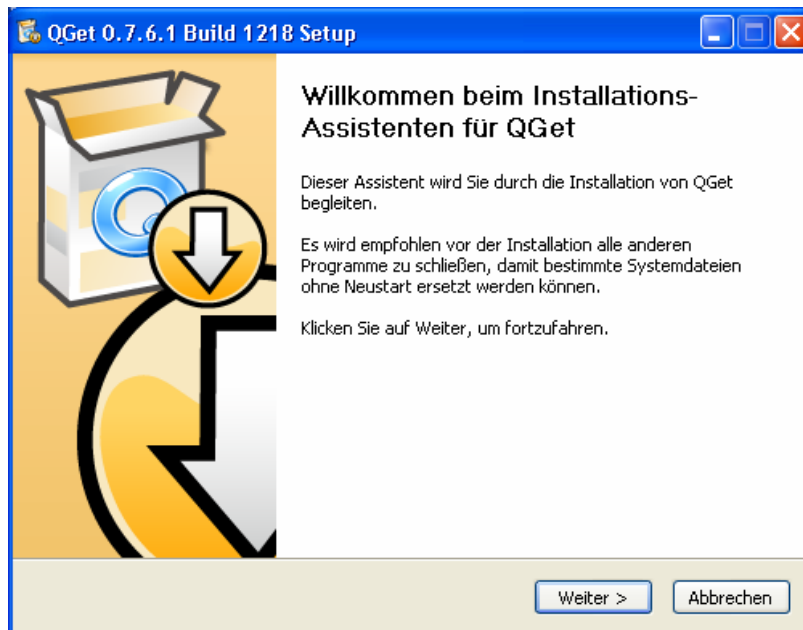 QGet 0.7.6.1 Build 1218 Setup
Willkommen beim Installations-
Assistenten für QGet
Dieser Assistent wird Sie durch die Installation von QGet
begleiten.
Es wird empfohlen vor der Installation alle anderen
Programme zu schließen, damit bestimmte Systemdateien
ohne Neustart ersetzt werden können.
Klicken Sie auf Weiter, um fortzufahren.
Weiter >
Abbrechen